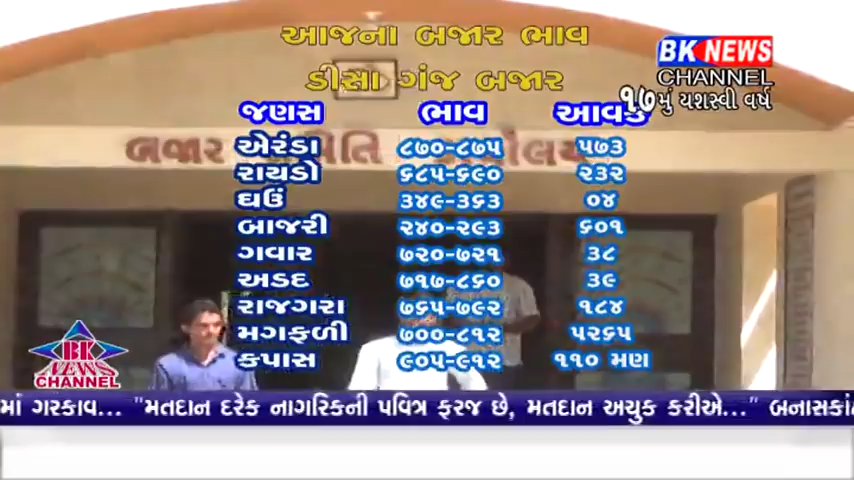 આજના બજાર ભાવ
ડીસા ગંજ બજાર
BK NEWS
CHANNEL
૧૭મું યશસ્વી વર્ષ
જણસ ભાવ આવક
બજાર
એરંડા ૮૭૦-૮૭૫ ૫૭૩
રાયડો ૬૮૫-૬૯૦ ૨૩૨
ઘઉં ૩૪૯-૩૬૩ ૦૪
બાજરી ૨૪૦-૨૯૩ ૬૦૧
ગવાર ૭૨૦-૭૨૧ ૩૮
અડદ ૭૧૭-૮૬૦ ૩૯
રાજગરા ૭૬૫-૭૯૨ ૧૮૪
મગફળી ૭૦૦-૮૧૨ ૫૨૬૫
કપાસ ૯૦૫-૯૧૨ ૧૧૦ મણ
BK
NEWS
CHANNEL
માં ગરકાવ... "મતદાન દરેક નાગરિકની પવિત્ર ફરજ છે, મતદાન અચુક કરીએ..." બનાસકાં